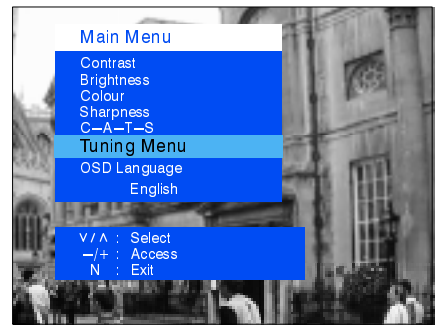 Main Menu
Contrast
Brightness
Colour
Sharpness
C–A–T–S
Tuning Menu
OSD Language
English
∨/∧ : Select
–/+ : Access
N : Exit